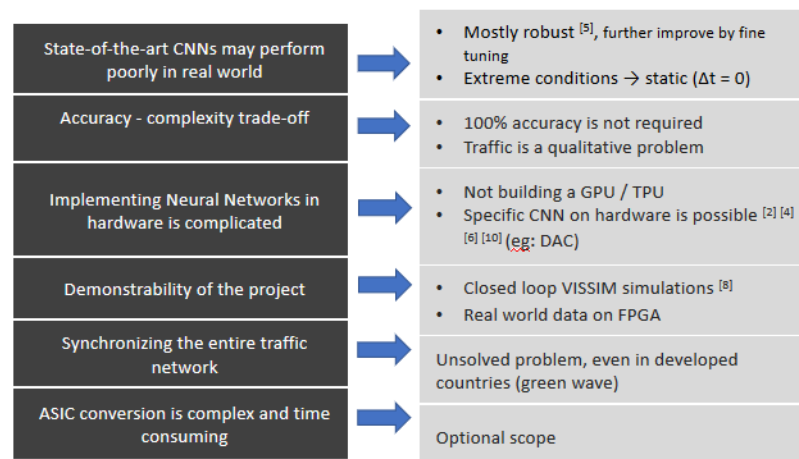 State-of-the-art CNNs may perform
poorly in real world
• Mostly robust [5], further improve by fine
tuning
• Extreme conditions → static (Δt = 0)
Accuracy - complexity trade-off
• 100% accuracy is not required
• Traffic is a qualitative problem
Implementing Neural Networks in
hardware is complicated
• Not building a GPU / TPU
• Specific CNN on hardware is possible [2] [4]
[6] [10] (eg: DAC)
Demonstrability of the project
• Closed loop VISSIM simulations [8]
• Real world data on FPGA
Synchronizing the entire traffic
network
Unsolved problem, even in developed
countries (green wave)
ASIC conversion is complex and time
consuming
Optional scope